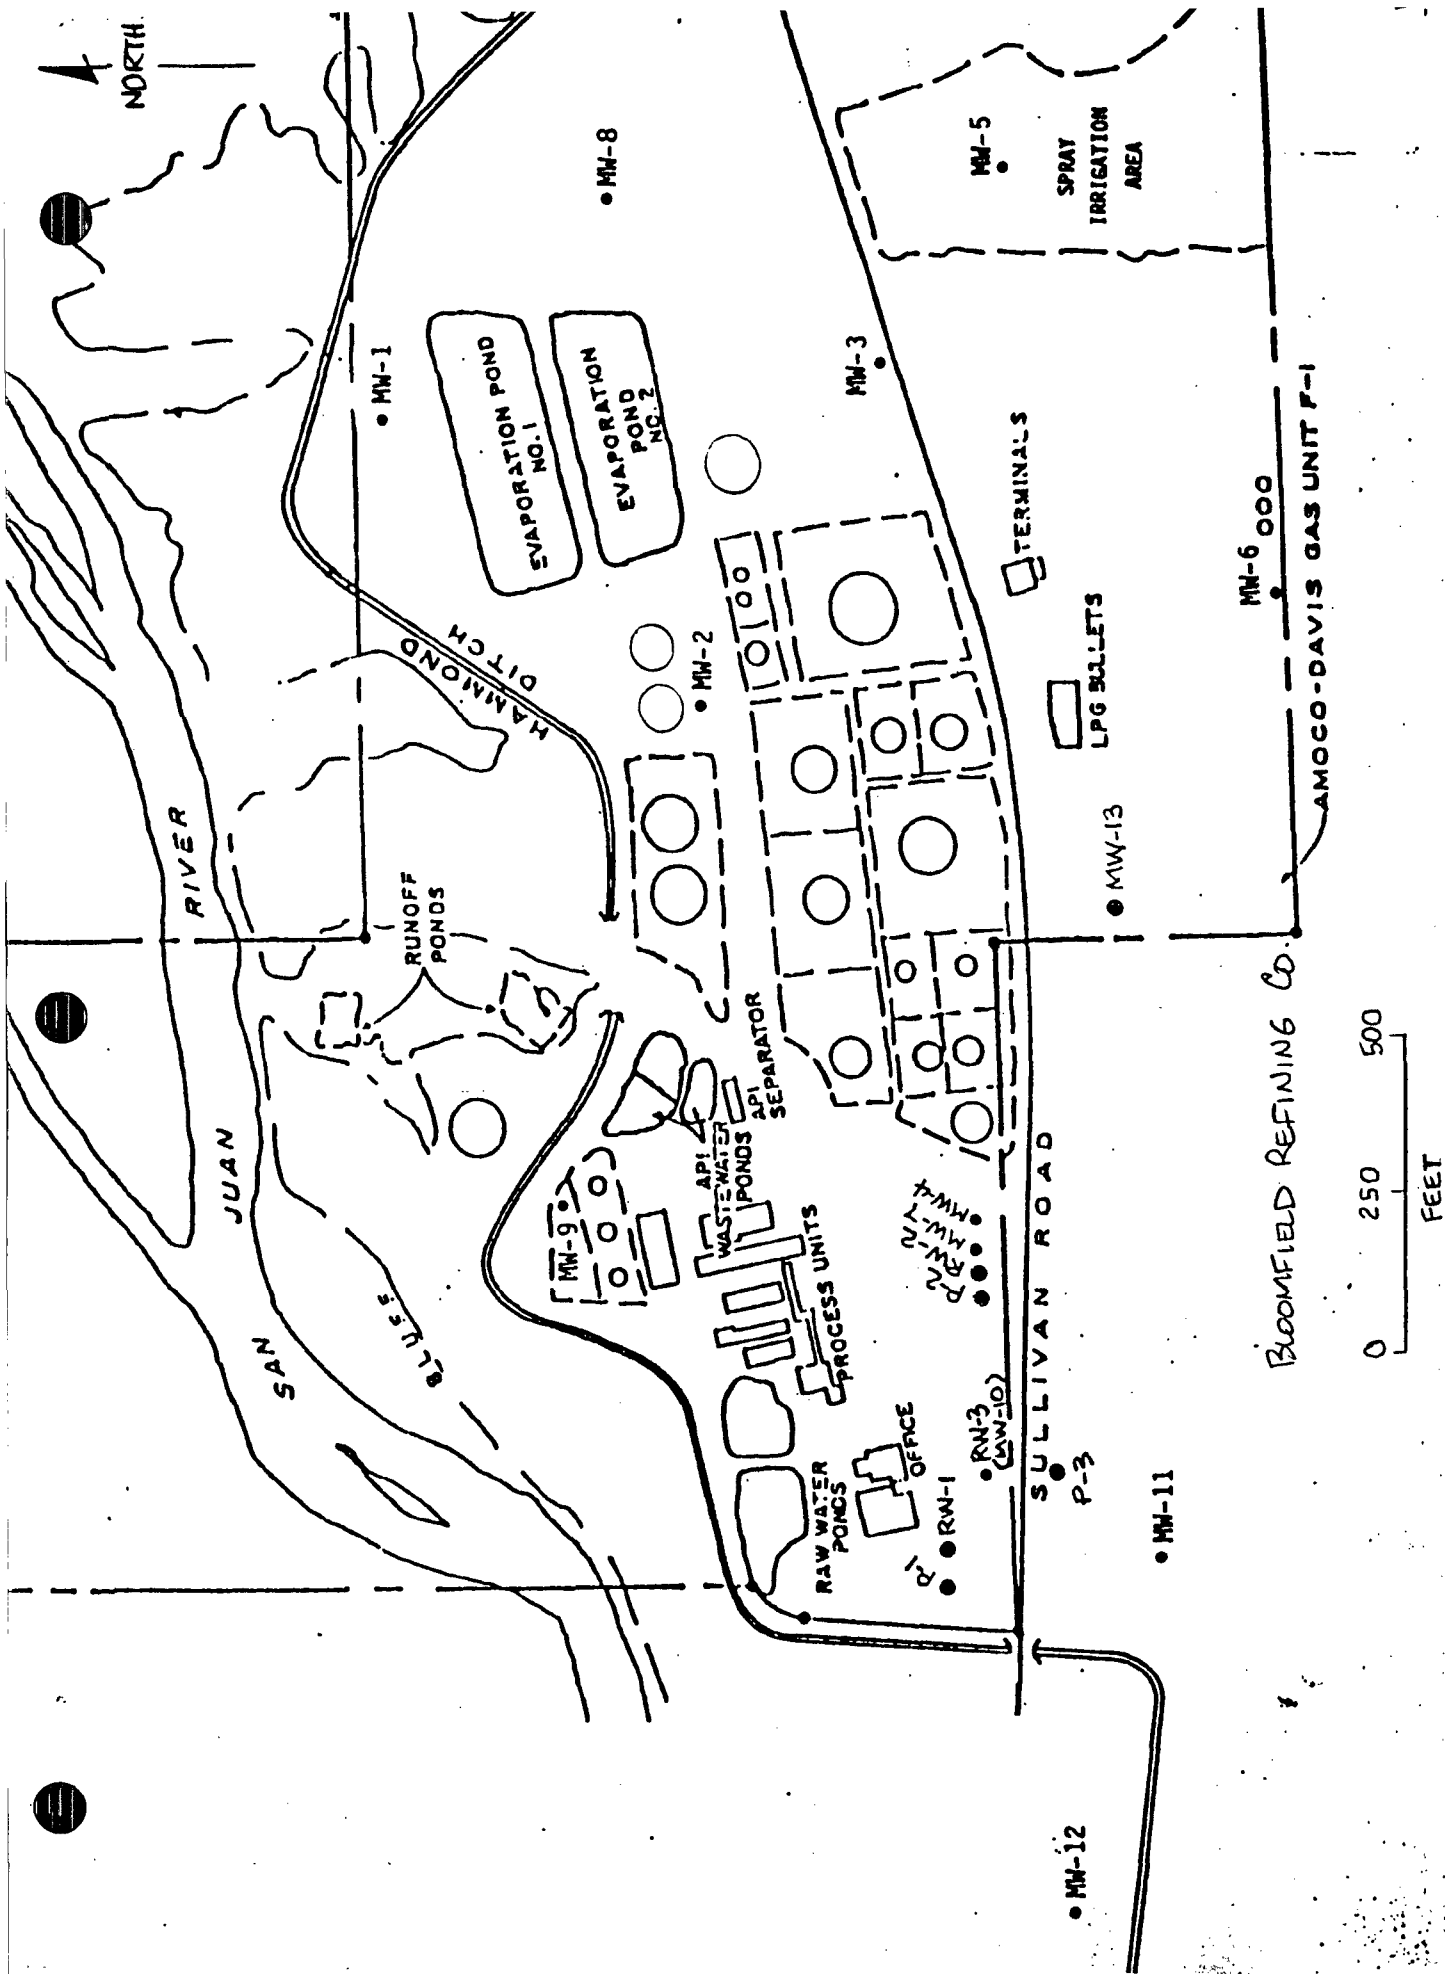 NORTH
MW-8
MW-5
SPRAY
IRRIGATION
AREA
MW-1
EVAPORATION POND
NO. 1
EVAPORATION
POND
NO. 2
MW-3
TERMINALS
MW-6
AMOCO-DAVIS GAS UNIT F-1
HAMMOND
DITCH
MW-2
LPG BULLETS
MW-13
RIVER
RUNOFF
PONDS
JUAN
SAN
BLUFF
API
SEPARATOR
API
WASTEWATER
PONDS
MW-9
PROCESS UNITS
MW-4
MW-7
RW-2
P-2
SULLIVAN ROAD
RAW WATER
PONDS
OFFICE
RW-3
(MW-10)
RW-1
P-1
P-3
MW-11
MW-12
BLOOMFIELD REFINING CO.
0 250 500
FEET